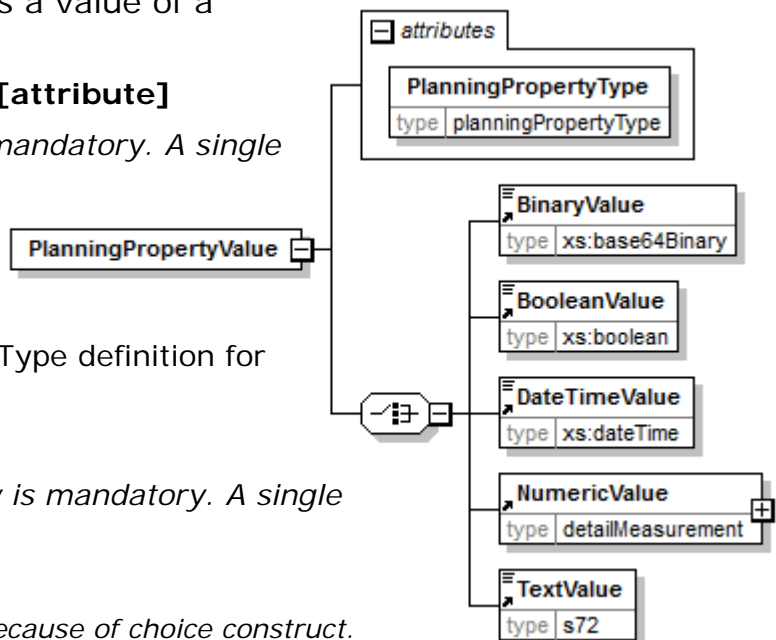 s a value of a
[attribute]
mandatory. A single
Type definition for
y is mandatory. A single
ecause of choice construct.
PlanningPropertyValue
attributes
PlanningPropertyType
type planningPropertyType
BinaryValue
type xs:base64Binary
BooleanValue
type xs:boolean
DateTimeValue
type xs:dateTime
NumericValue
type detailMeasurement
TextValue
type s72